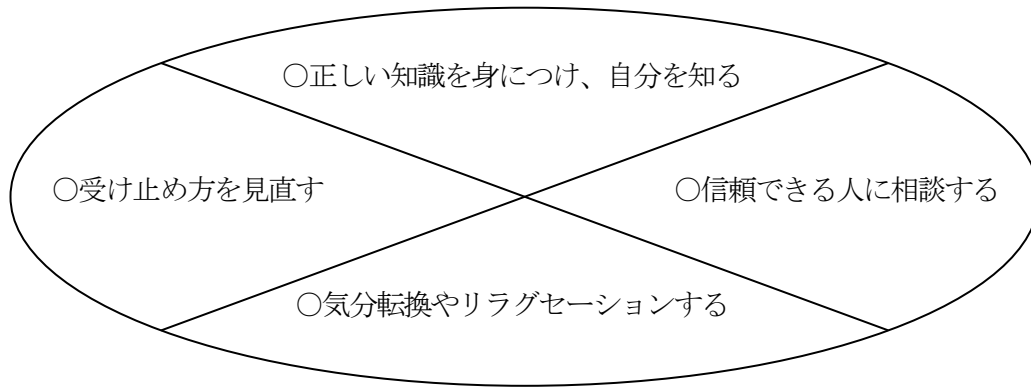 ○正しい知識を身につけ、自分を知る
○受け止め方を見直す
○信頼できる人に相談する
○気分転換やリラグセーションする